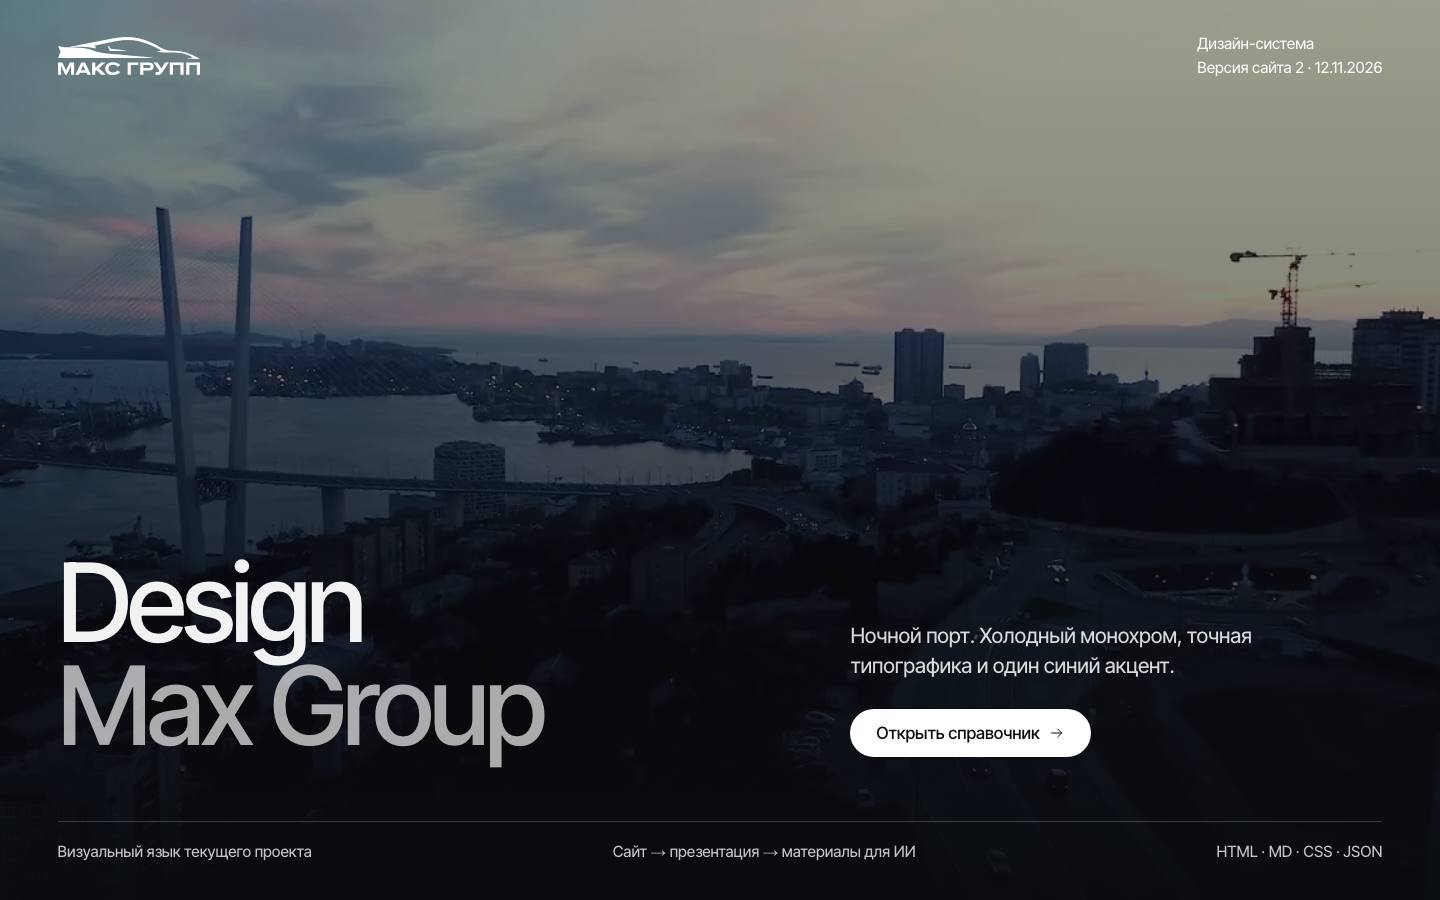 МАКС ГРУПП
Дизайн-система
Версия сайта 2 · 12.11.2026
Design
Max Group
Ночной порт. Холодный монохром, точная
типографика и один синий акцент.
Открыть справочник →
Визуальный язык текущего проекта
Сайт → презентация → материалы для ИИ
HTML · MD · CSS · JSON